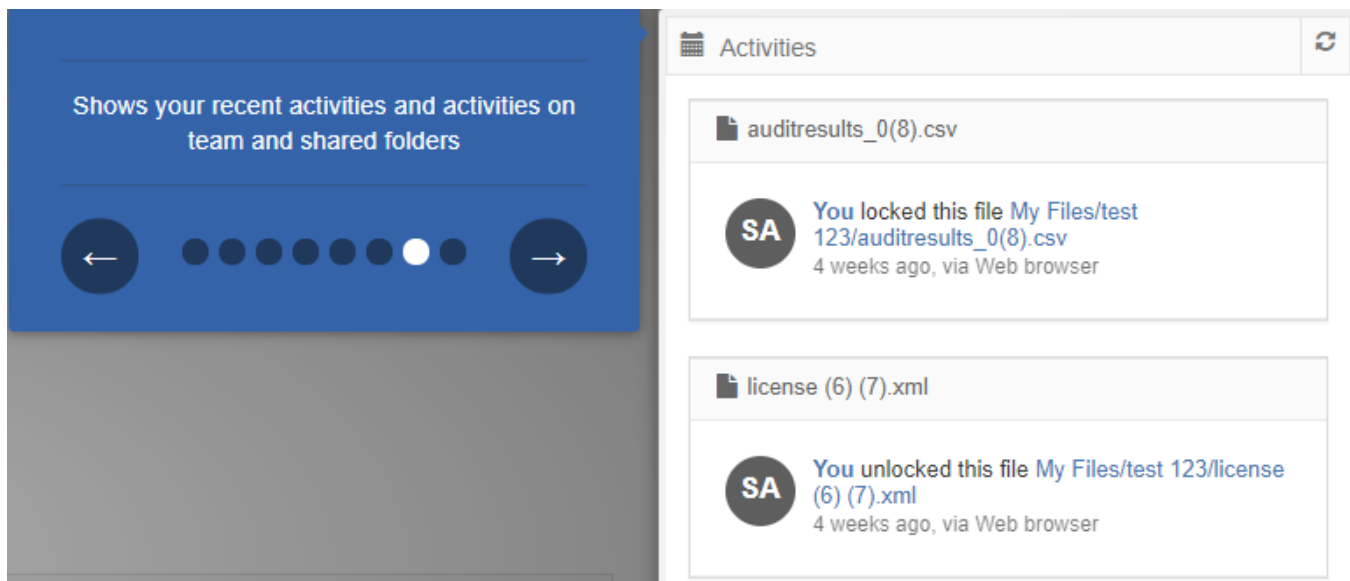 Shows your recent activities and activities on
team and shared folders
←
→
Activities
auditresults_0(8).csv
SA
You locked this file My Files/test
123/auditresults_0(8).csv
4 weeks ago, via Web browser
license (6) (7).xml
SA
You unlocked this file My Files/test 123/license
(6) (7).xml
4 weeks ago, via Web browser